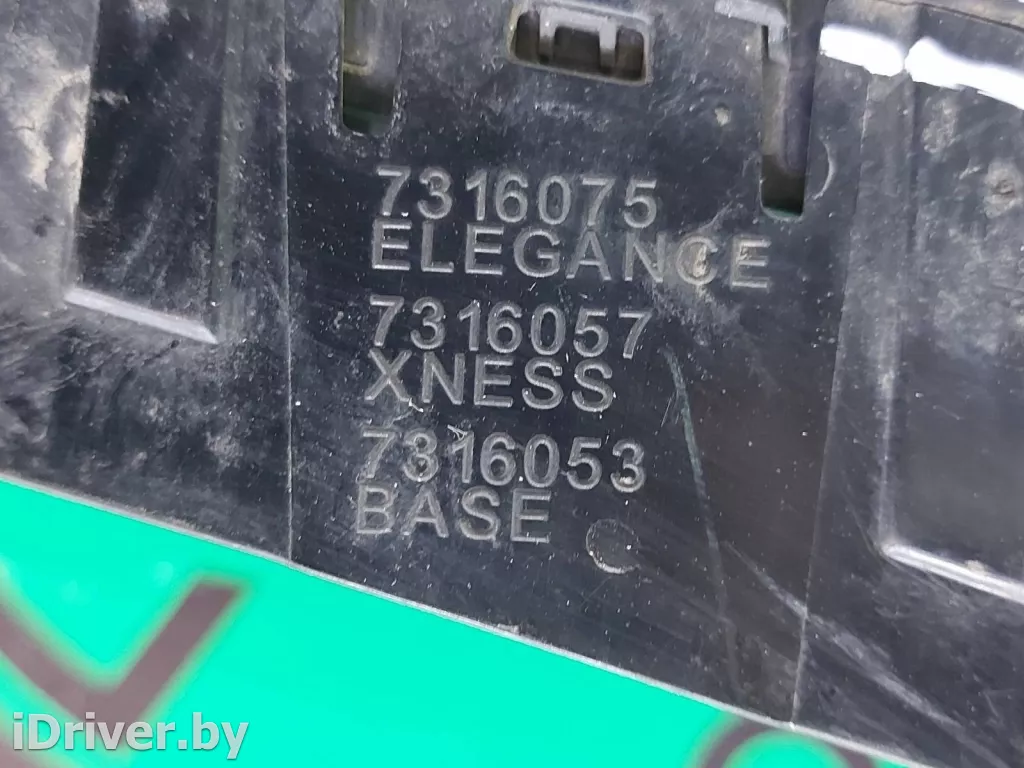 7316075
ELEGANCE
7316057
XNESS
7316053
BASE
iDriver.by